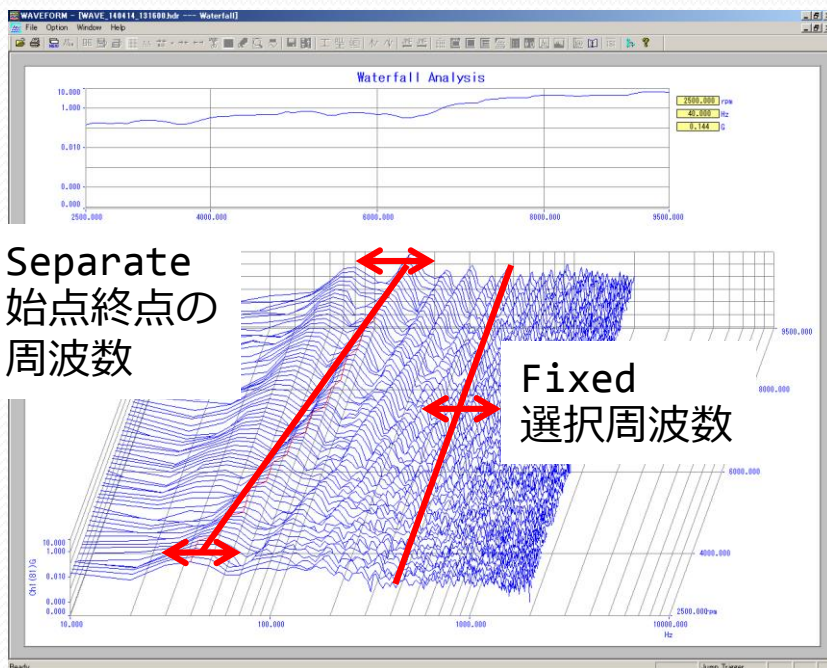 WAVEFORM - [WAVE_140414_131600.hdr --- Waterfall]
File Option Window Help
Waterfall Analysis
10.000
1.000
0.010
0.000
0.000
2500.000 4000.000 6000.000 8000.000 9500.000
2500.000 rpm
40.000 Hz
0.144 G
Separate
始点終点の
周波数
Fixed
選択周波数
9500.000
8000.000
6000.000
4000.000
2500.000rpm
10.000
1.000
0.010
0.000
0.000
Ch1(81)G
10.000 100.000 1000.000 10000.000
Hz
Ready
Jump Trigger